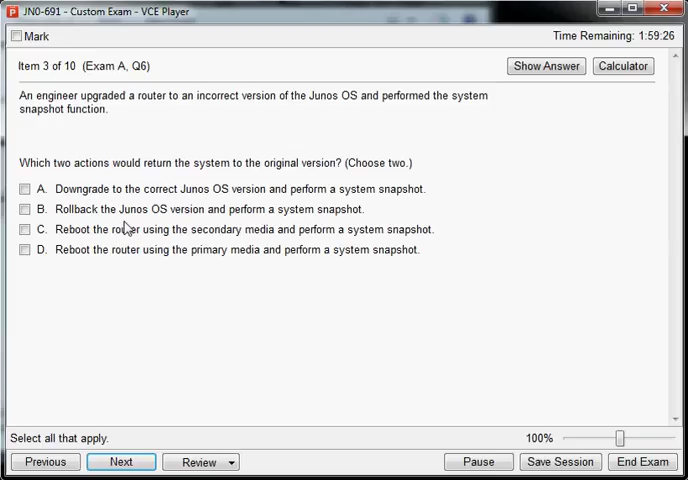 JN0-691 - Custom Exam - VCE Player
Mark
Time Remaining: 1:59:26
Item 3 of 10 (Exam A, Q6)
Show Answer
Calculator
An engineer upgraded a router to an incorrect version of the Junos OS and performed the system
snapshot function.
Which two actions would return the system to the original version? (Choose two.)
A. Downgrade to the correct Junos OS version and perform a system snapshot.
B. Rollback the Junos OS version and perform a system snapshot.
C. Reboot the router using the secondary media and perform a system snapshot.
D. Reboot the router using the primary media and perform a system snapshot.
Select all that apply.
100%
Previous
Next
Review
Pause
Save Session
End Exam